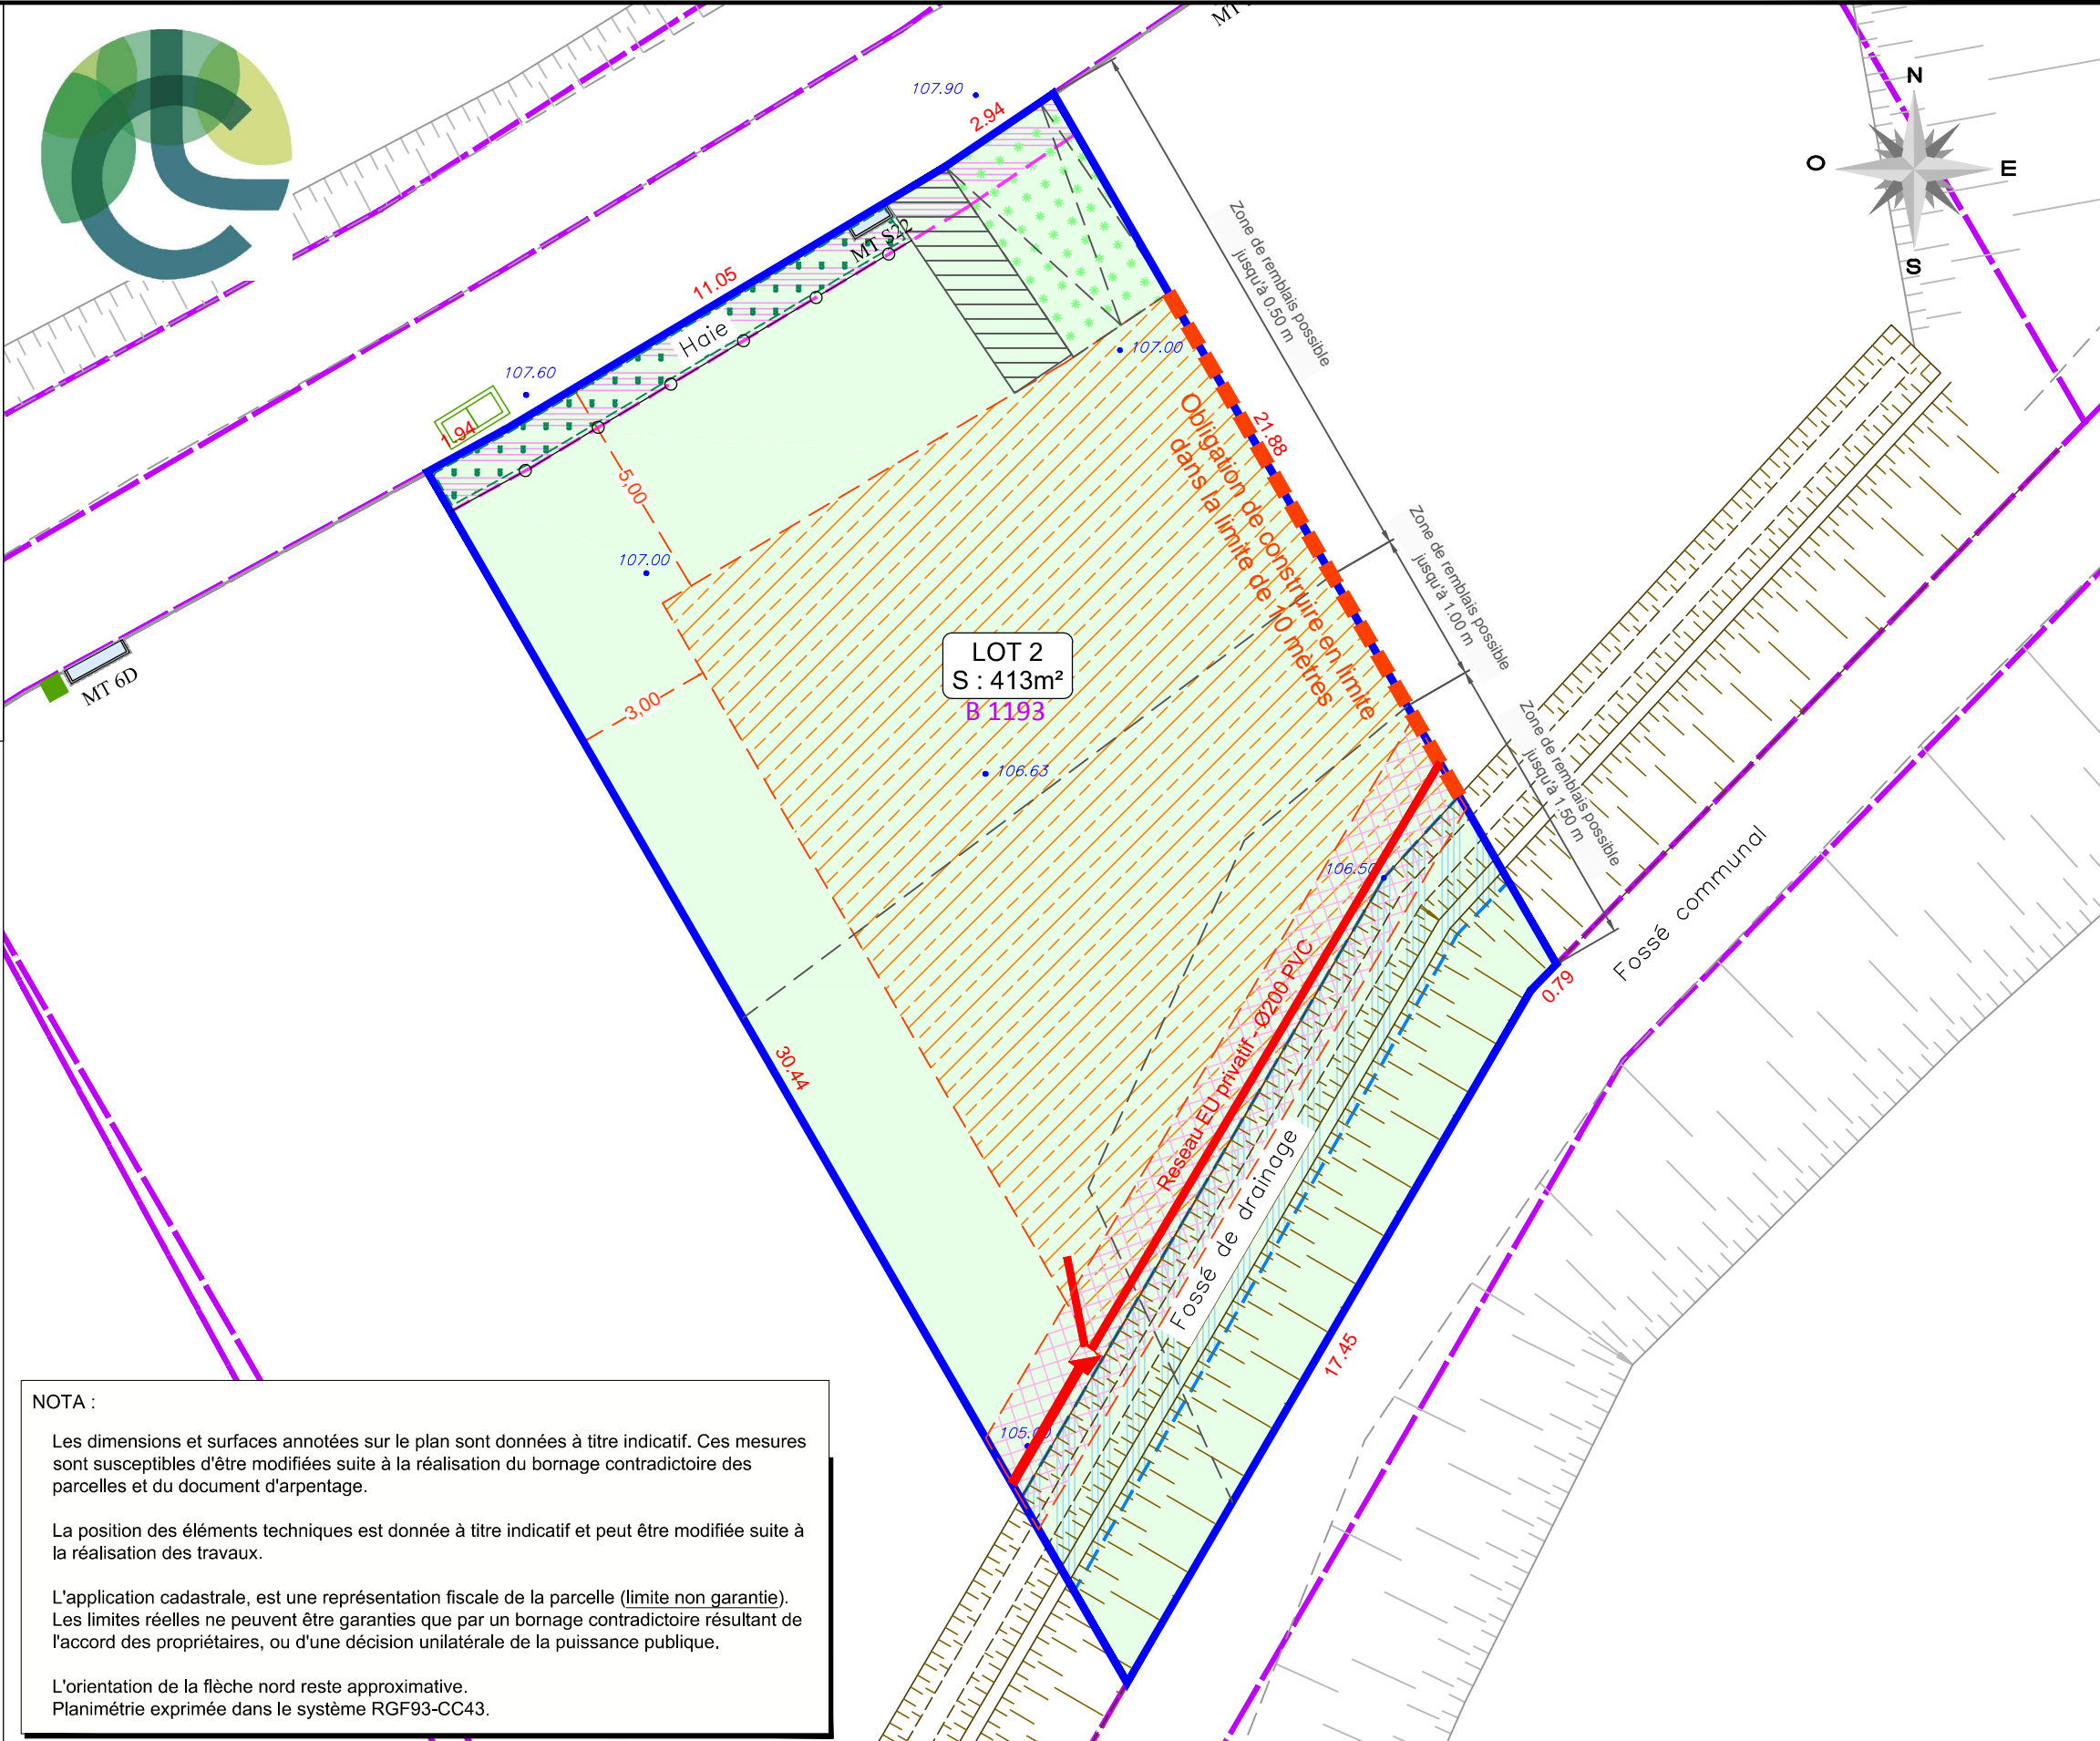 107.90
2.94
N
O
E
S
MT S22
11.05
Haie
107.60
1.94
5,00
107.00
107.00
21.88
Obligation de construire en limite
dans la limite de 10 mètres
Zone de remblais possible
jusqu'à 0.50 m
Zone de remblais possible
jusqu'à 1.00 m
Zone de remblais possible
jusqu'à 1.50 m
MT 6D
3,00
LOT 2
S : 413m²
B 1193
106.63
106.50
Fossé communal
0.79
Reseau EU privatif - Ø200 PVC
Fossé de drainage
30.44
17.45
NOTA :
Les dimensions et surfaces annotées sur le plan sont données à titre indicatif. Ces mesures
sont susceptibles d'être modifiées suite à la réalisation du bornage contradictoire des
parcelles et du document d'arpentage.
La position des éléments techniques est donnée à titre indicatif et peut être modifiée suite à
la réalisation des travaux.
L'application cadastrale, est une représentation fiscale de la parcelle (limite non garantie).
Les limites réelles ne peuvent être garanties que par un bornage contradictoire résultant de
l'accord des propriétaires, ou d'une décision unilatérale de la puissance publique.
L'orientation de la flèche nord reste approximative.
Planimétrie exprimée dans le système RGF93-CC43.